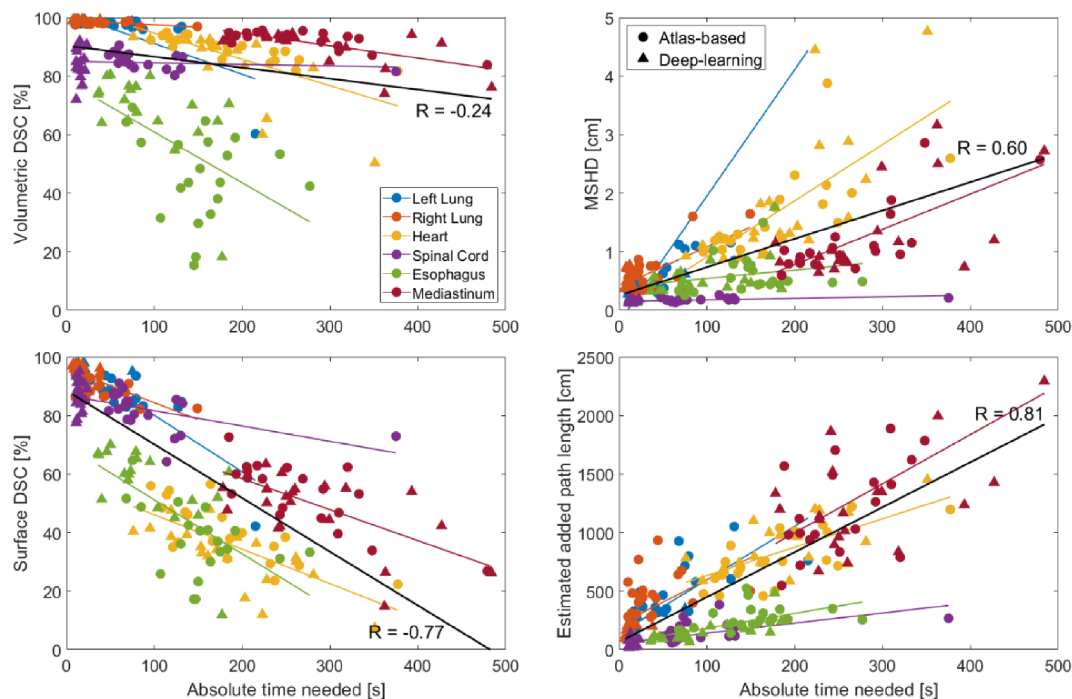 Volumetric DSC [%]
100
80
60
40
20
0
0 100 200 300 400 500
R = -0.24
Left Lung
Right Lung
Heart
Spinal Cord
Esophagus
Mediastinum
MSHD [cm]
5
4
3
2
1
0
0 100 200 300 400 500
Atlas-based
Deep-learning
R = 0.60
Surface DSC [%]
100
80
60
40
20
0
0 100 200 300 400 500
R = -0.77
Absolute time needed [s]
Estimated added path length [cm]
2500
2000
1500
1000
500
0
0 100 200 300 400 500
R = 0.81
Absolute time needed [s]